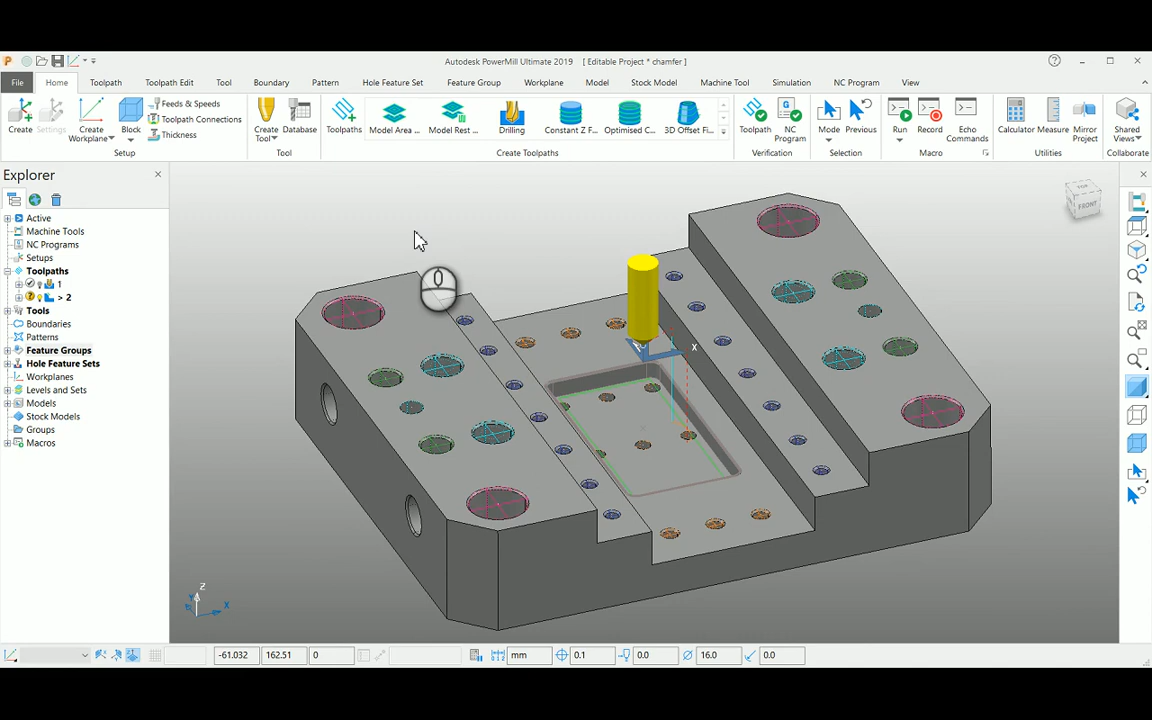 Autodesk PowerMill Ultimate 2019 [ Editable Project * chamfer ]
File Home Toolpath Toolpath Edit Tool Boundary Pattern Hole Feature Set Feature Group Workplane Model Stock Model Machine Tool Simulation NC Program View
Create Settings Create Workplane Block Feeds & Speeds Toolpath Connections Thickness
Create Tool Database Toolpaths Model Area ... Model Rest ... Drilling Constant Z F... Optimised C... 3D Offset Fi...
Toolpath NC Program Mode Previous Run Record Echo Commands Calculator Measure Mirror Project Shared Views
Setup Tool Create Toolpaths Verification Selection Macro Utilities Collaborate
Explorer
Active
Machine Tools
NC Programs
Setups
Toolpaths
1
> 2
Tools
Boundaries
Patterns
Feature Groups
Hole Feature Sets
Workplanes
Levels and Sets
Models
Stock Models
Groups
Macros
TOP
FRONT
X
Z
X
-61.032 162.51 0 mm 0.1 0.0 16.0 0.0